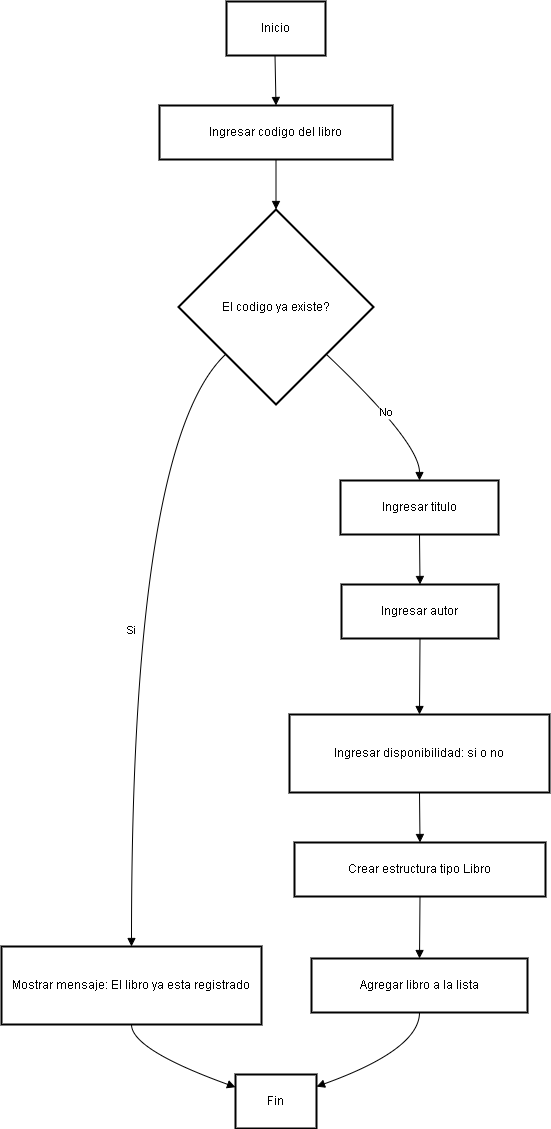 Inicio
Ingresar codigo del libro
El codigo ya existe?
No
Ingresar titulo
Ingresar autor
Si
Ingresar disponibilidad: si o no
Crear estructura tipo Libro
Mostrar mensaje: El libro ya esta registrado
Agregar libro a la lista
Fin